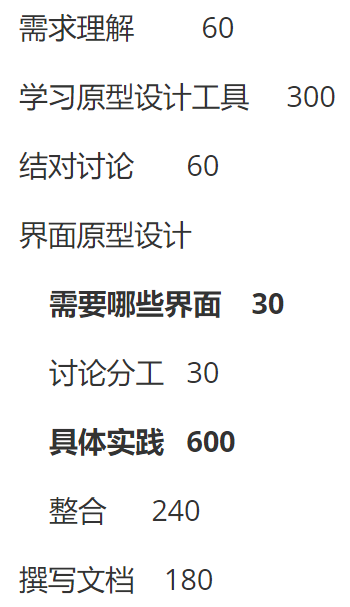 需求理解 60
学习原型设计工具 300
结对讨论 60
界面原型设计
需要哪些界面 30
讨论分工 30
具体实践 600
整合 240
撰写文档 180